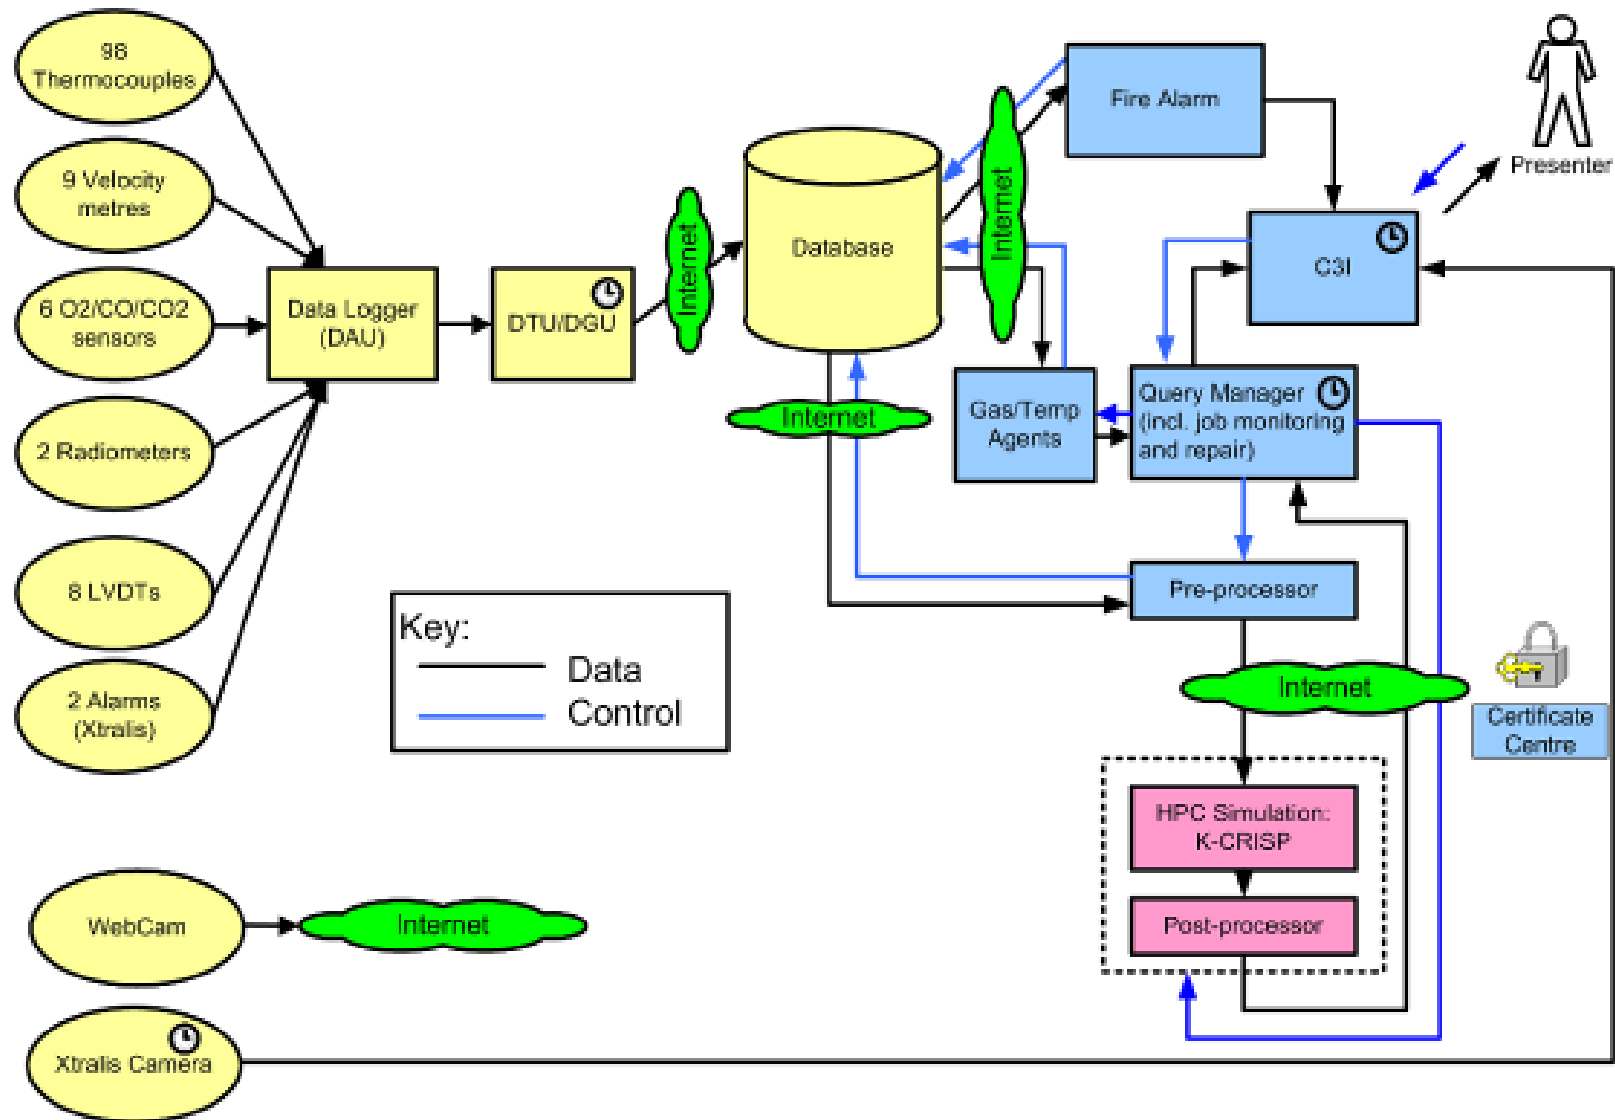 98
Thermocouples
9 Velocity
metres
6 O2/CO/CO2
sensors
2 Radiometers
8 LVDTs
2 Alarms
(Xtralis)
Data Logger
(DAU)
DTU/DGU
Internet
Database
Internet
Fire Alarm
Presenter
C3I
Internet
Gas/Temp
Agents
Query Manager
(incl. job monitoring
and repair)
Pre-processor
Key:
Data
Control
Internet
Certificate
Centre
HPC Simulation:
K-CRISP
Post-processor
WebCam
Internet
Xtralis Camera